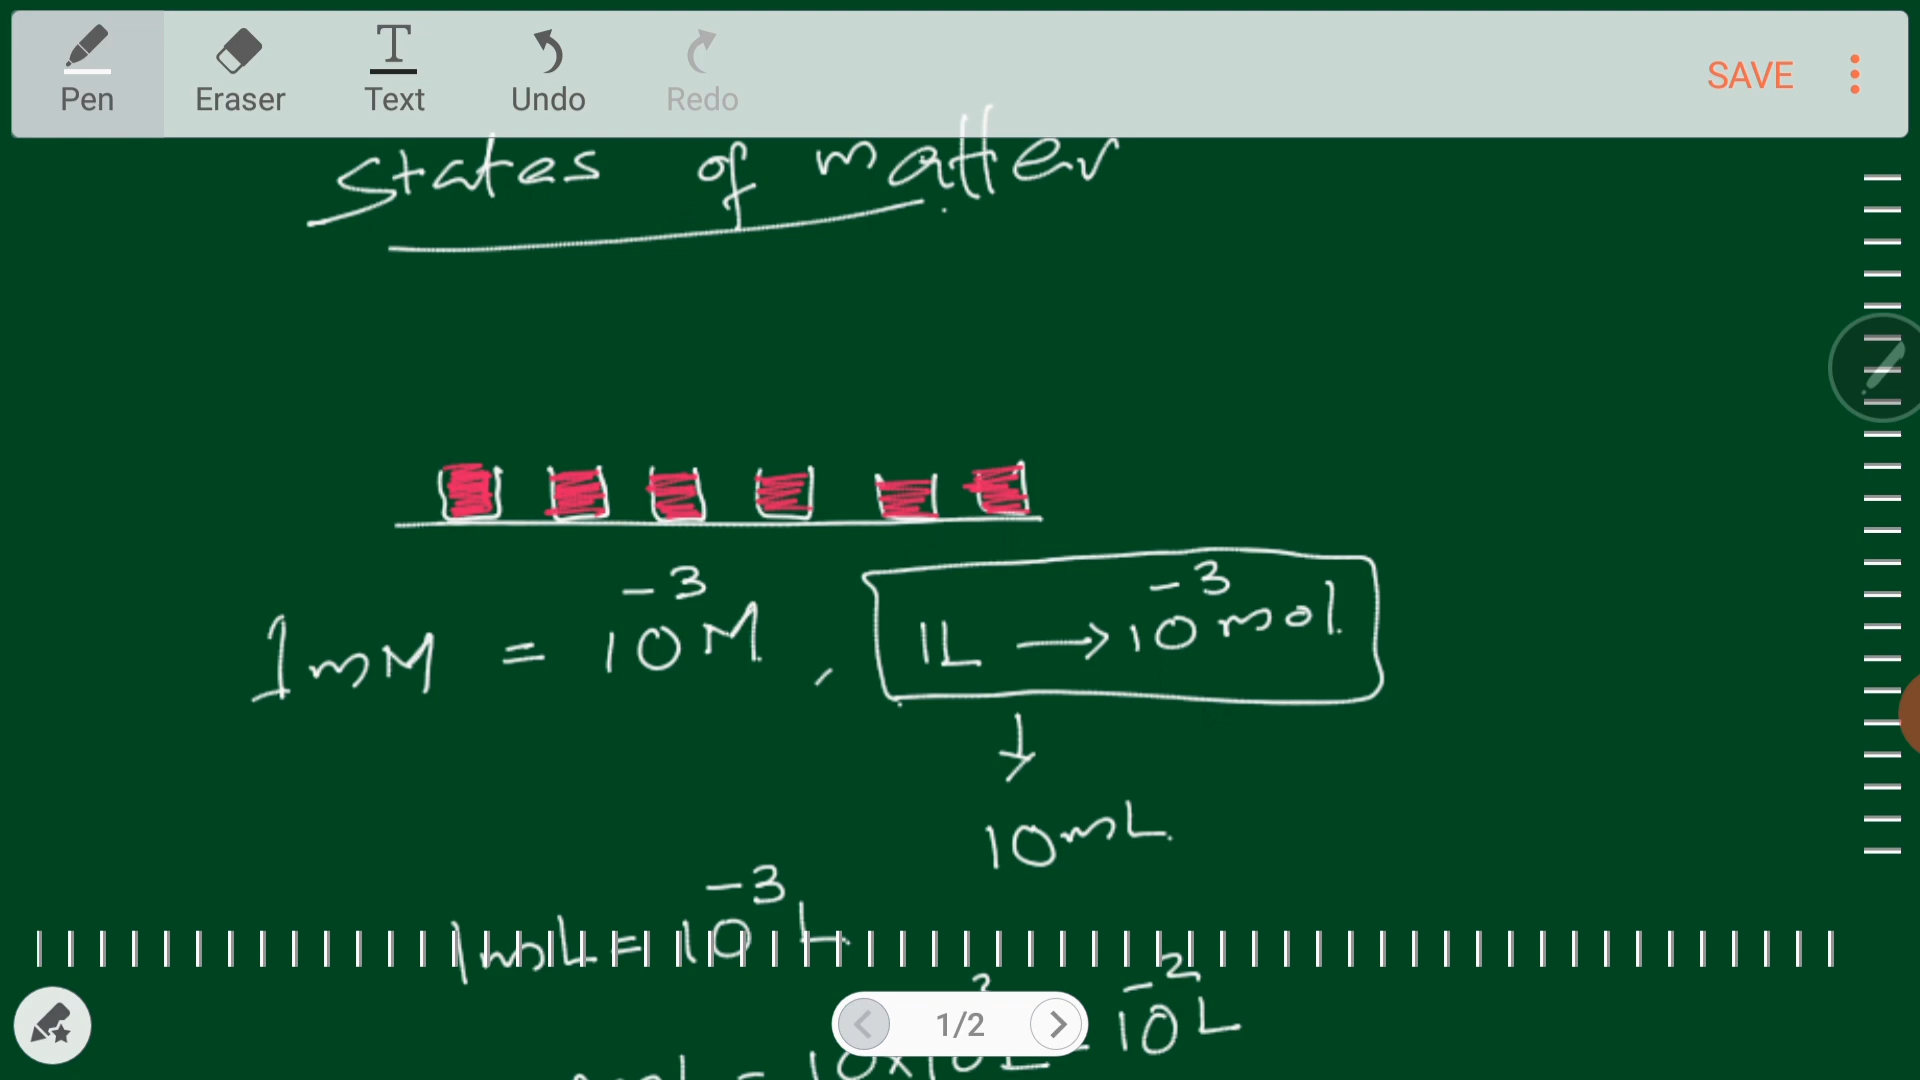 Pen Eraser Text Undo Redo SAVE
states of matter
1mM = 10⁻³M, 1L → 10⁻³ mol.
10mL.
1mL = 10⁻³ L
= 10⁻² L
1/2